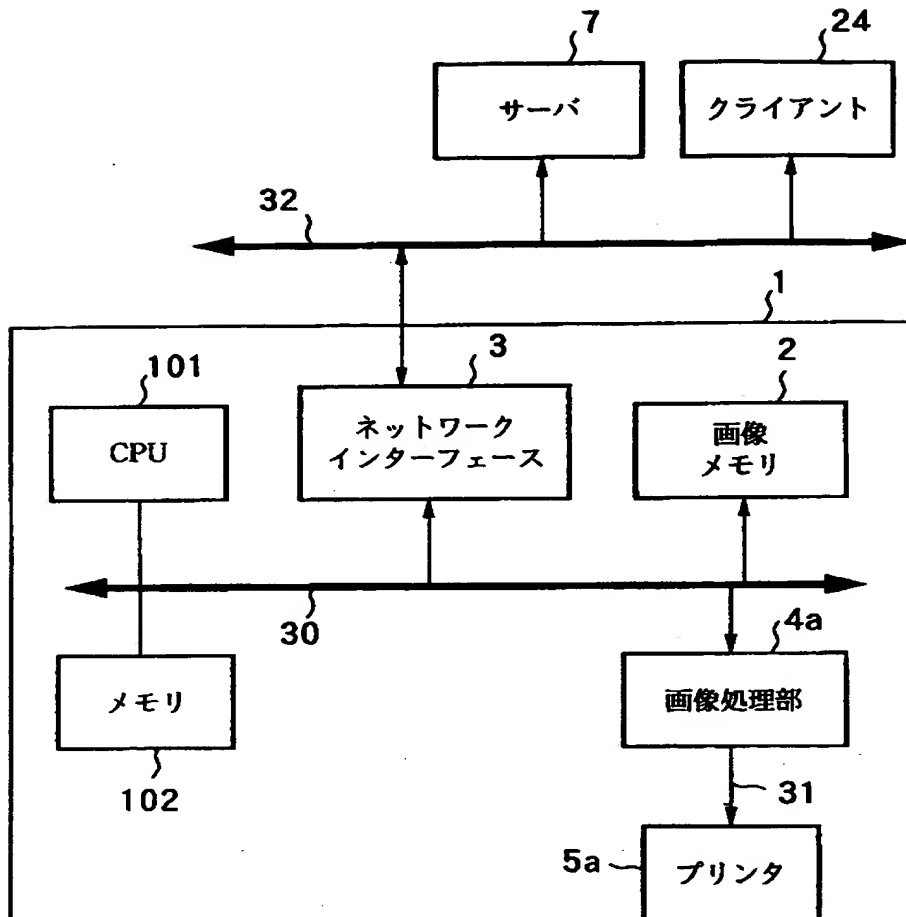 7
24
サーバ
クライアント
32
1
3
2
101
ネットワーク
インターフェース
画像
メモリ
CPU
30
4a
メモリ
画像処理部
102
31
5a
プリンタ